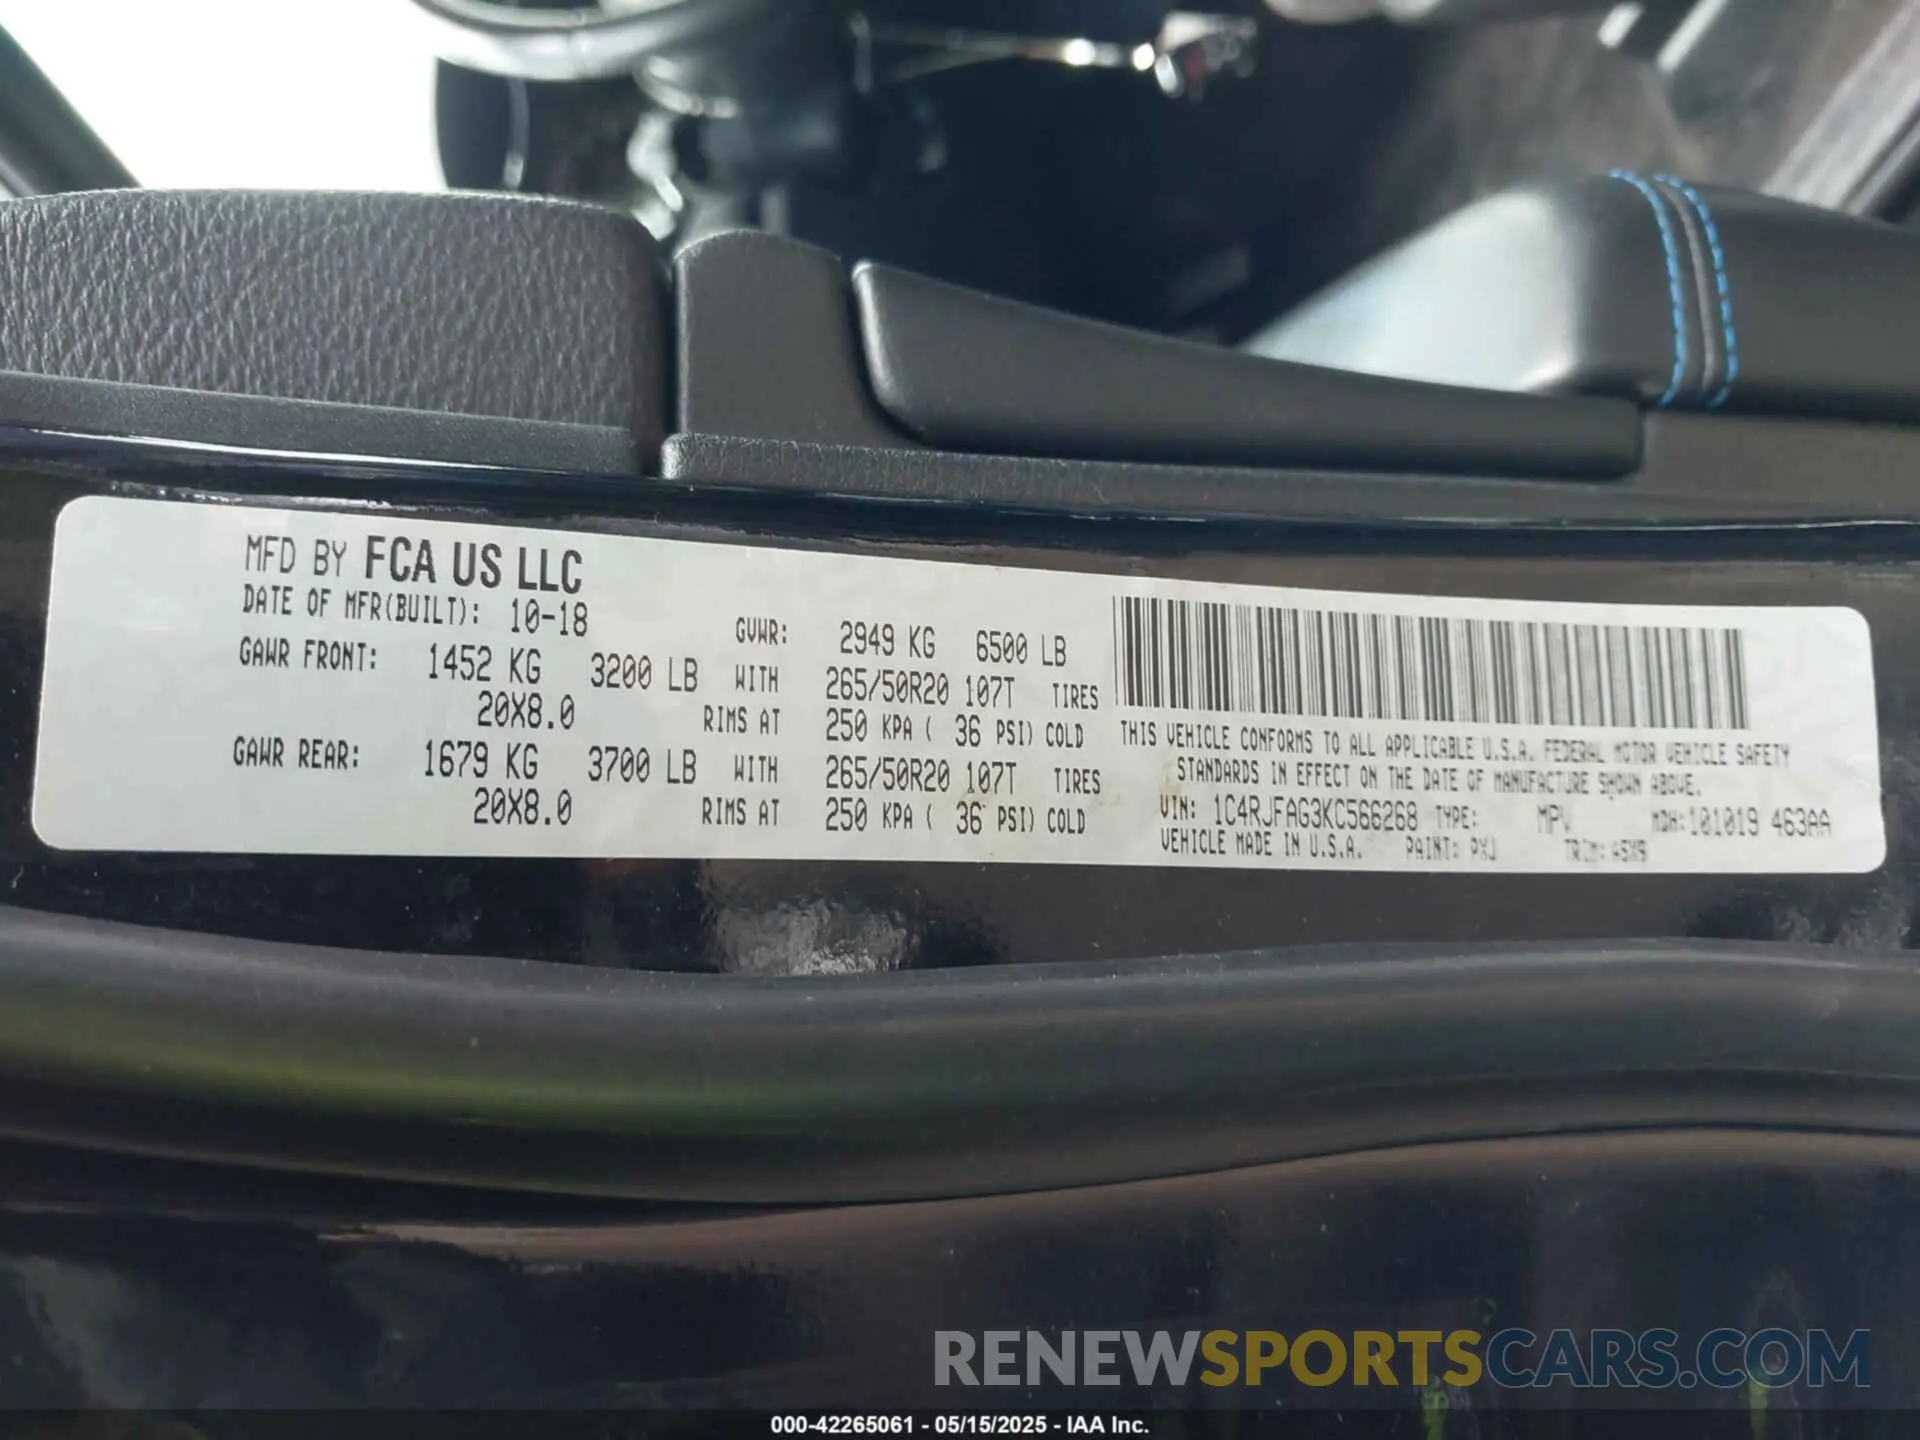 MFD BY FCA US LLC
DATE OF MFR(BUILT): 10-18 GVWR: 2949 KG 6500 LB
GAWR FRONT: 1452 KG 3200 LB WITH 265/50R20 107T TIRES
20X8.0 RIMS AT 250 KPA ( 36 PSI) COLD
GAWR REAR: 1679 KG 3700 LB WITH 265/50R20 107T TIRES
20X8.0 RIMS AT 250 KPA ( 36 PSI) COLD
THIS VEHICLE CONFORMS TO ALL APPLICABLE U.S.A. FEDERAL MOTOR VEHICLE SAFETY
STANDARDS IN EFFECT ON THE DATE OF MANUFACTURE SHOWN ABOVE.
VIN: 1C4RJFAG3KC566268 TYPE: MPV MDH:101019 463AA
VEHICLE MADE IN U.S.A. PAINT: PXJ TRIM:
RENEWSPORTSCARS.COM
000-42265061 - 05/15/2025 - IAA Inc.